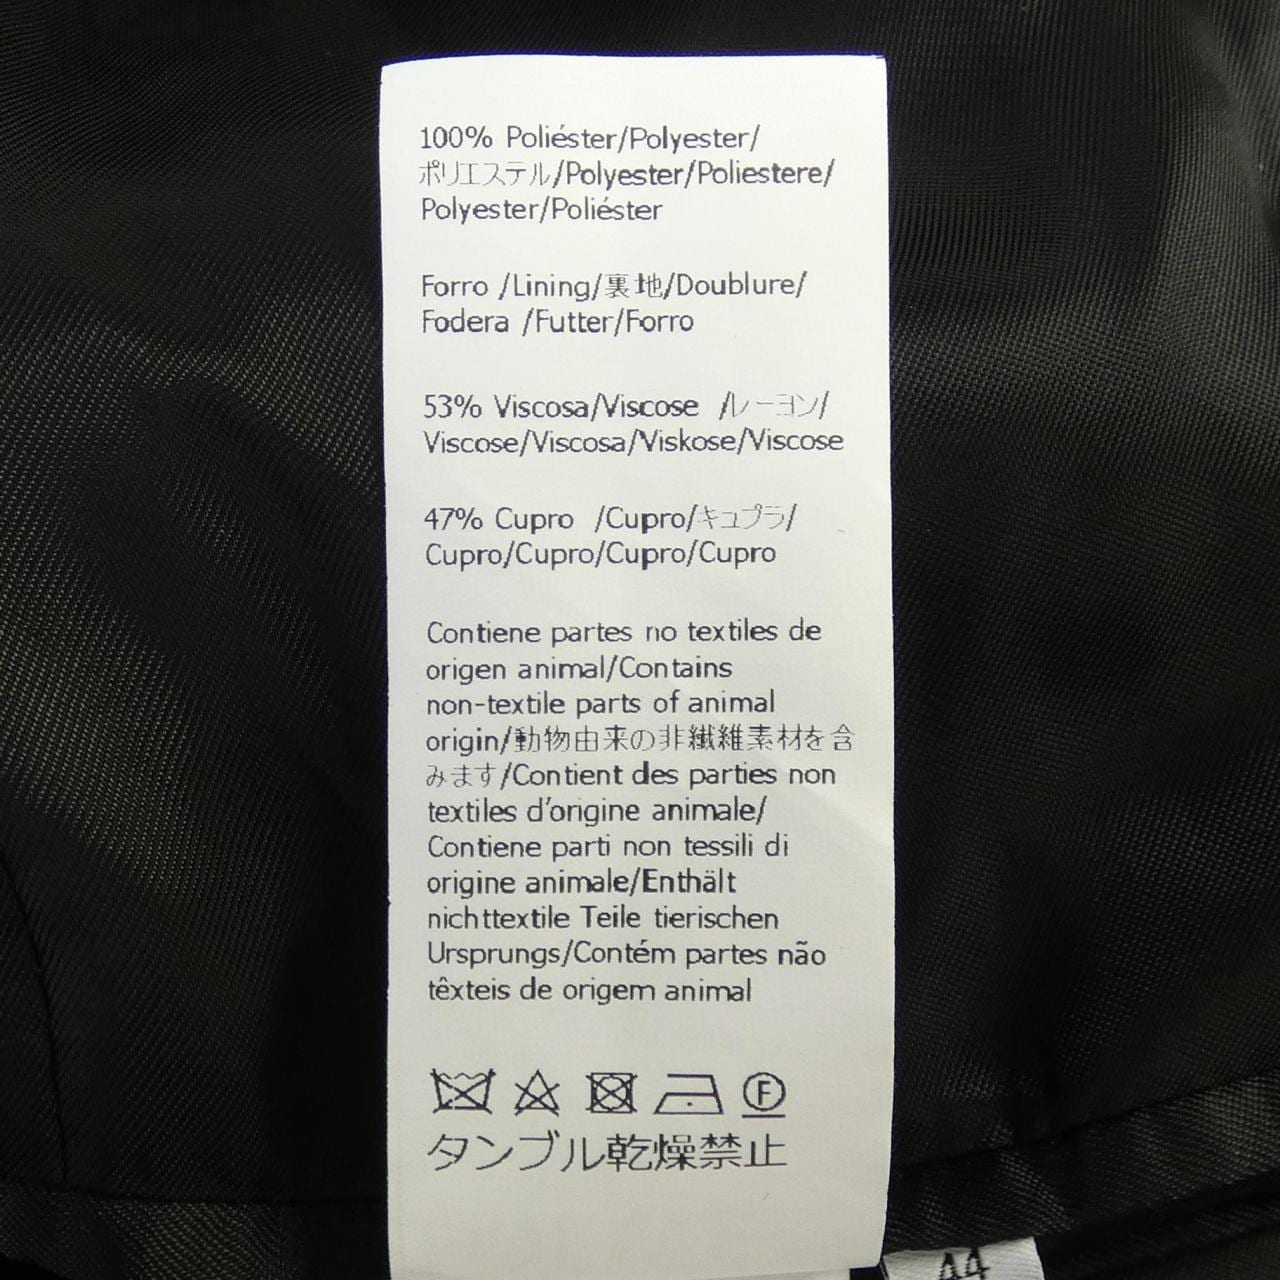 100% Poliéster/Polyester/
ポリエステル/Polyester/Poliestere/
Polyester/Poliéster
Forro /Lining/裏地/Doublure/
Fodera /Futter/Forro
53% Viscosa/Viscose /レーヨン/
Viscose/Viscosa/Viskose/Viscose
47% Cupro /Cupro/キュプラ/
Cupro/Cupro/Cupro/Cupro
Contiene partes no textiles de
origen animal/Contains
non-textile parts of animal
origin/動物由来の非繊維素材を含
みます/Contient des parties non
textiles d'origine animale/
Contiene parti non tessili di
origine animale/Enthält
nichttextile Teile tierischen
Ursprungs/Contém partes não
têxteis de origem animal
F
タンブル乾燥禁止
44